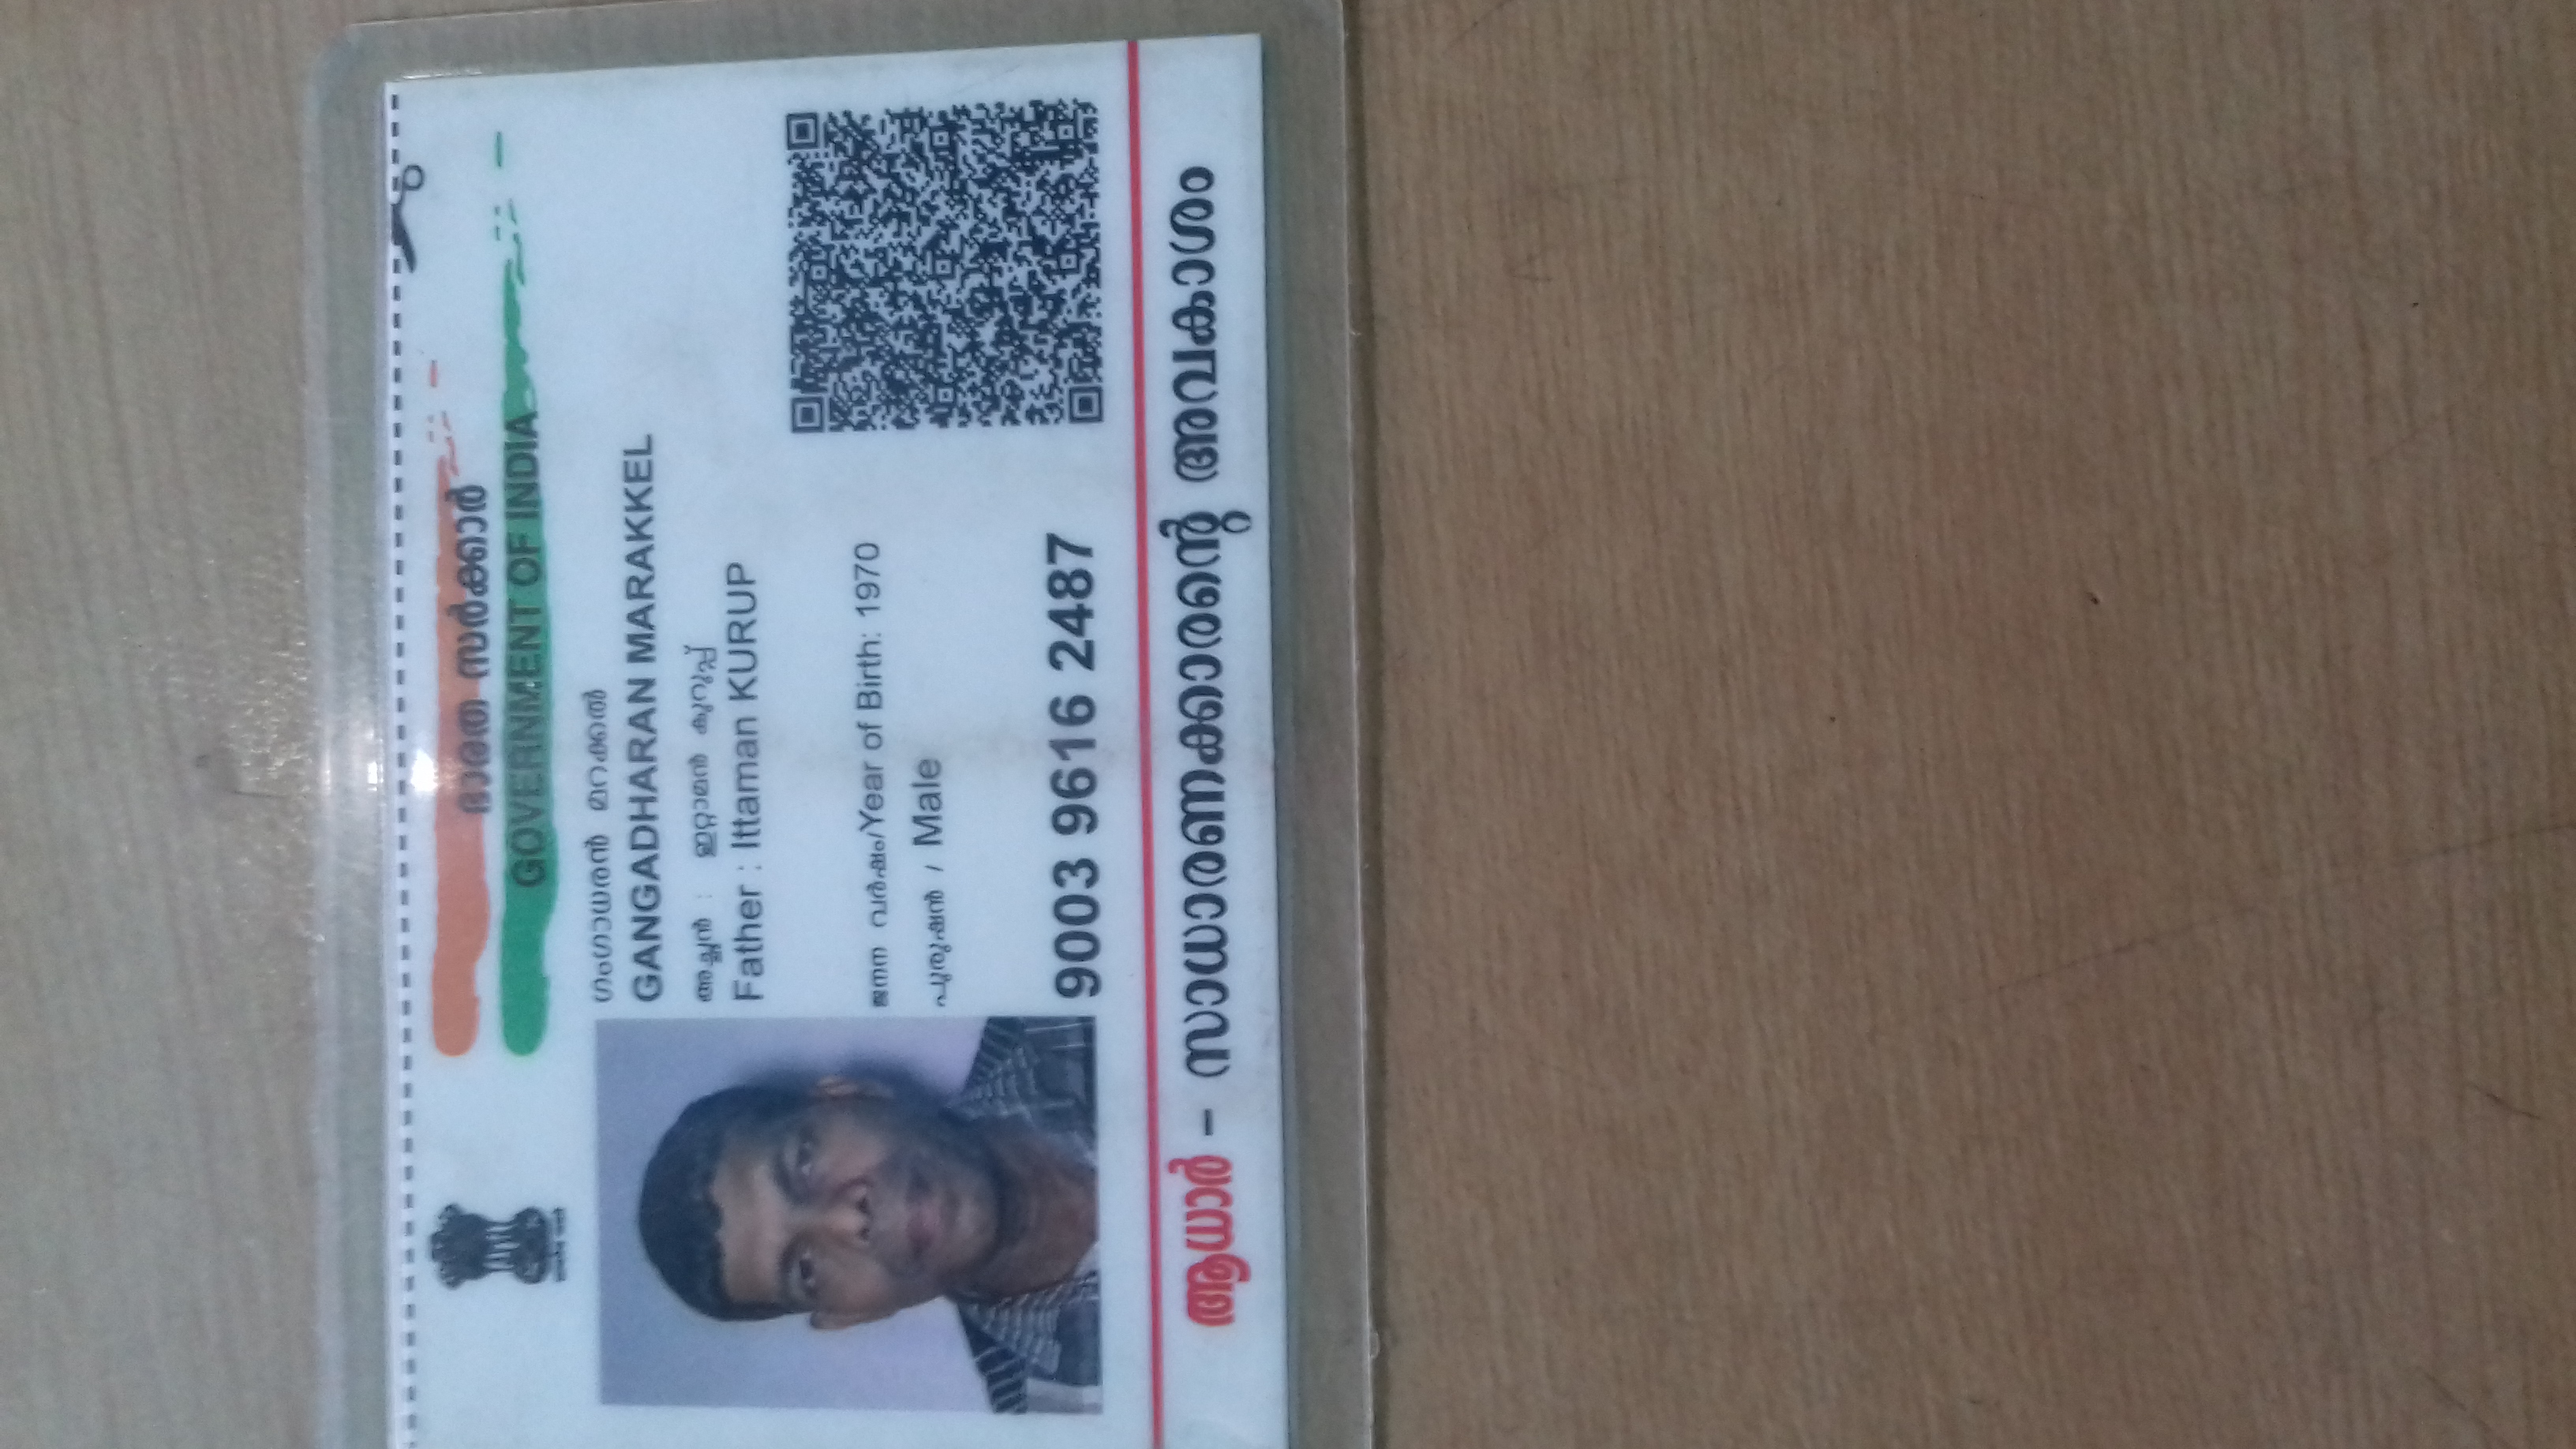 ഭാരത സർക്കാർ
GOVERNMENT OF INDIA
ഗംഗാധരൻ മറക്കൽ
GANGADHARAN MARAKKEL
അച്ഛൻ : ഇറ്റാമൻ കുറുപ്പ്
Father : Ittaman KURUP
ജനന വർഷം/Year of Birth: 1970
പുരുഷൻ / Male
9003 9616 2487
ആധാർ - സാധാരണക്കാരന്റെ അവകാശം